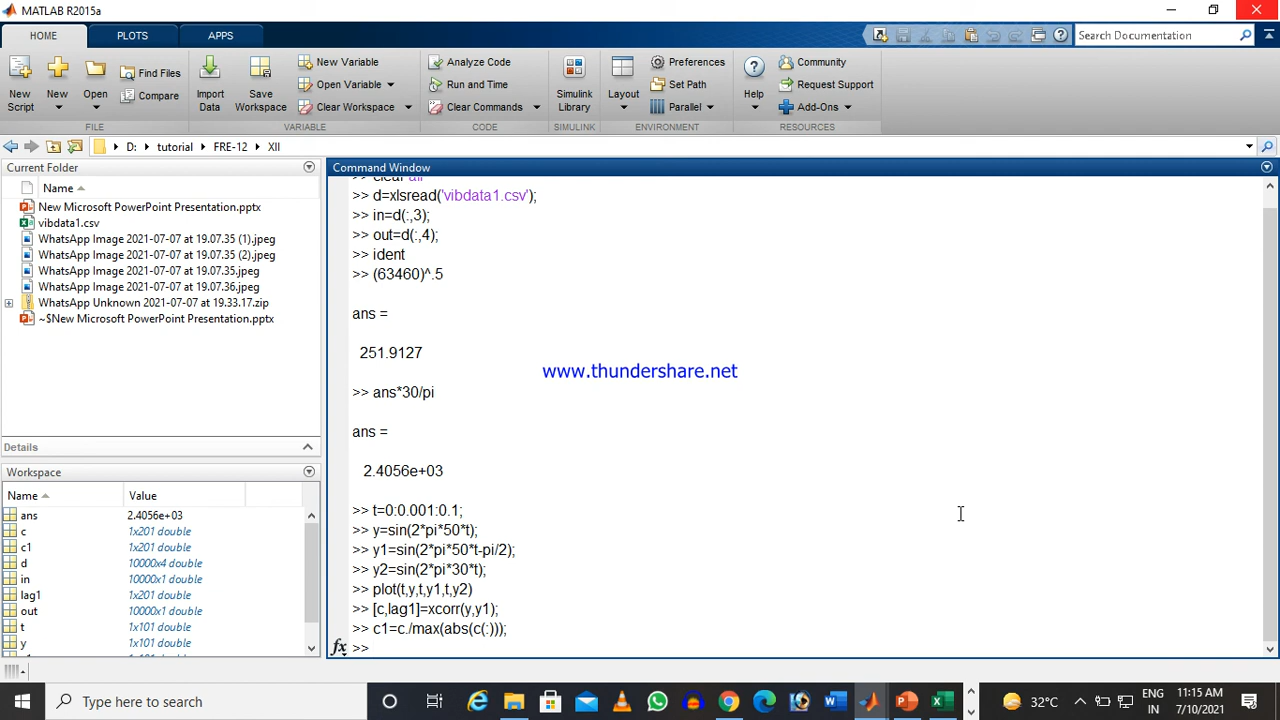 MATLAB R2015a
HOME PLOTS APPS
Search Documentation
New Script
New
Open
Find Files
Compare
FILE
Import Data
Save Workspace
New Variable
Open Variable
Clear Workspace
VARIABLE
Analyze Code
Run and Time
Clear Commands
CODE
Simulink Library
SIMULINK
Layout
Preferences
Set Path
Parallel
ENVIRONMENT
Help
Community
Request Support
Add-Ons
RESOURCES
D: tutorial FRE-12 XII
Current Folder
Name
New Microsoft PowerPoint Presentation.pptx
vibdata1.csv
WhatsApp Image 2021-07-07 at 19.07.35 (1).jpeg
WhatsApp Image 2021-07-07 at 19.07.35 (2).jpeg
WhatsApp Image 2021-07-07 at 19.07.35.jpeg
WhatsApp Image 2021-07-07 at 19.07.36.jpeg
WhatsApp Unknown 2021-07-07 at 19.33.17.zip
~$New Microsoft PowerPoint Presentation.pptx
Details
Workspace
Name Value
ans 2.4056e+03
c 1x201 double
c1 1x201 double
d 10000x4 double
in 10000x1 double
lag1 1x201 double
out 10000x1 double
t 1x101 double
y 1x101 double
Command Window
>> clear all
>> d=xlsread('vibdata1.csv');
>> in=d(:,3);
>> out=d(:,4);
>> ident
>> (63460)^.5
ans =
251.9127
www.thundershare.net
>> ans*30/pi
ans =
2.4056e+03
>> t=0:0.001:0.1;
>> y=sin(2*pi*50*t);
>> y1=sin(2*pi*50*t-pi/2);
>> y2=sin(2*pi*30*t);
>> plot(t,y,t,y1,t,y2)
>> [c,lag1]=xcorr(y,y1);
>> c1=c./max(abs(c(:)));
fx >>
Type here to search
32°C
ENG
IN
11:15 AM
7/10/2021